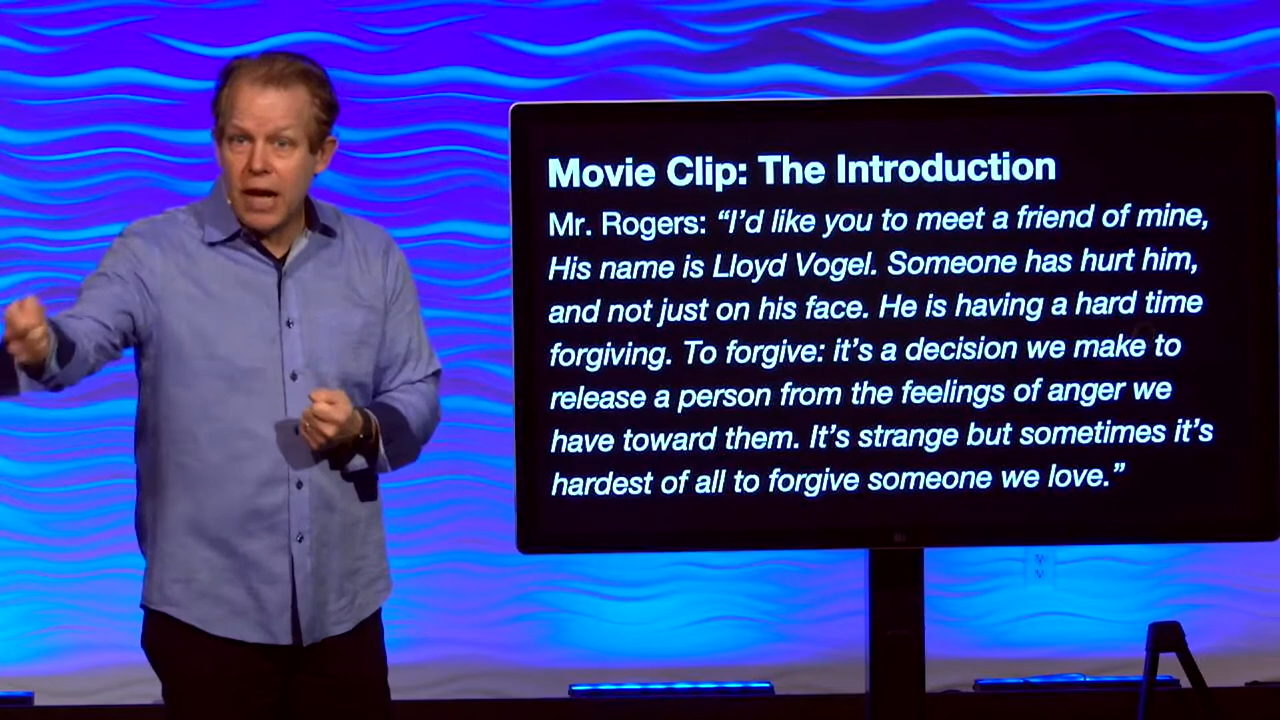 Movie Clip: The Introduction
Mr. Rogers: “I’d like you to meet a friend of mine,
His name is Lloyd Vogel. Someone has hurt him,
and not just on his face. He is having a hard time
forgiving. To forgive: it’s a decision we make to
release a person from the feelings of anger we
have toward them. It’s strange but sometimes it’s
hardest of all to forgive someone we love.”